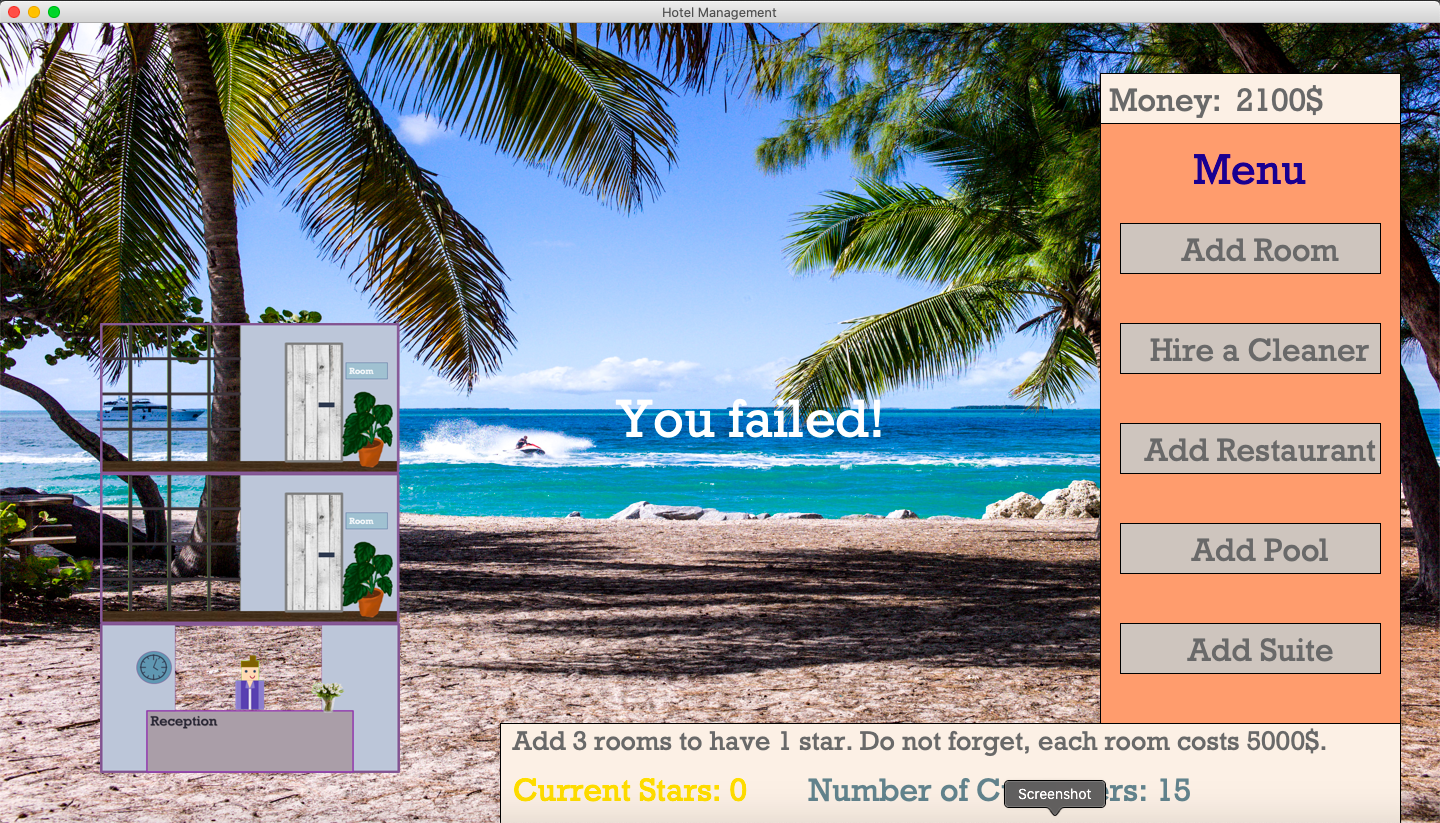 Hotel Management
Money: 2100$
Menu
Add Room
Hire a Cleaner
Add Restaurant
Add Pool
Add Suite
Room
You failed!
Room
Reception
Add 3 rooms to have 1 star. Do not forget, each room costs 5000$.
Current Stars: 0
Number of C rs: 15
Screenshot